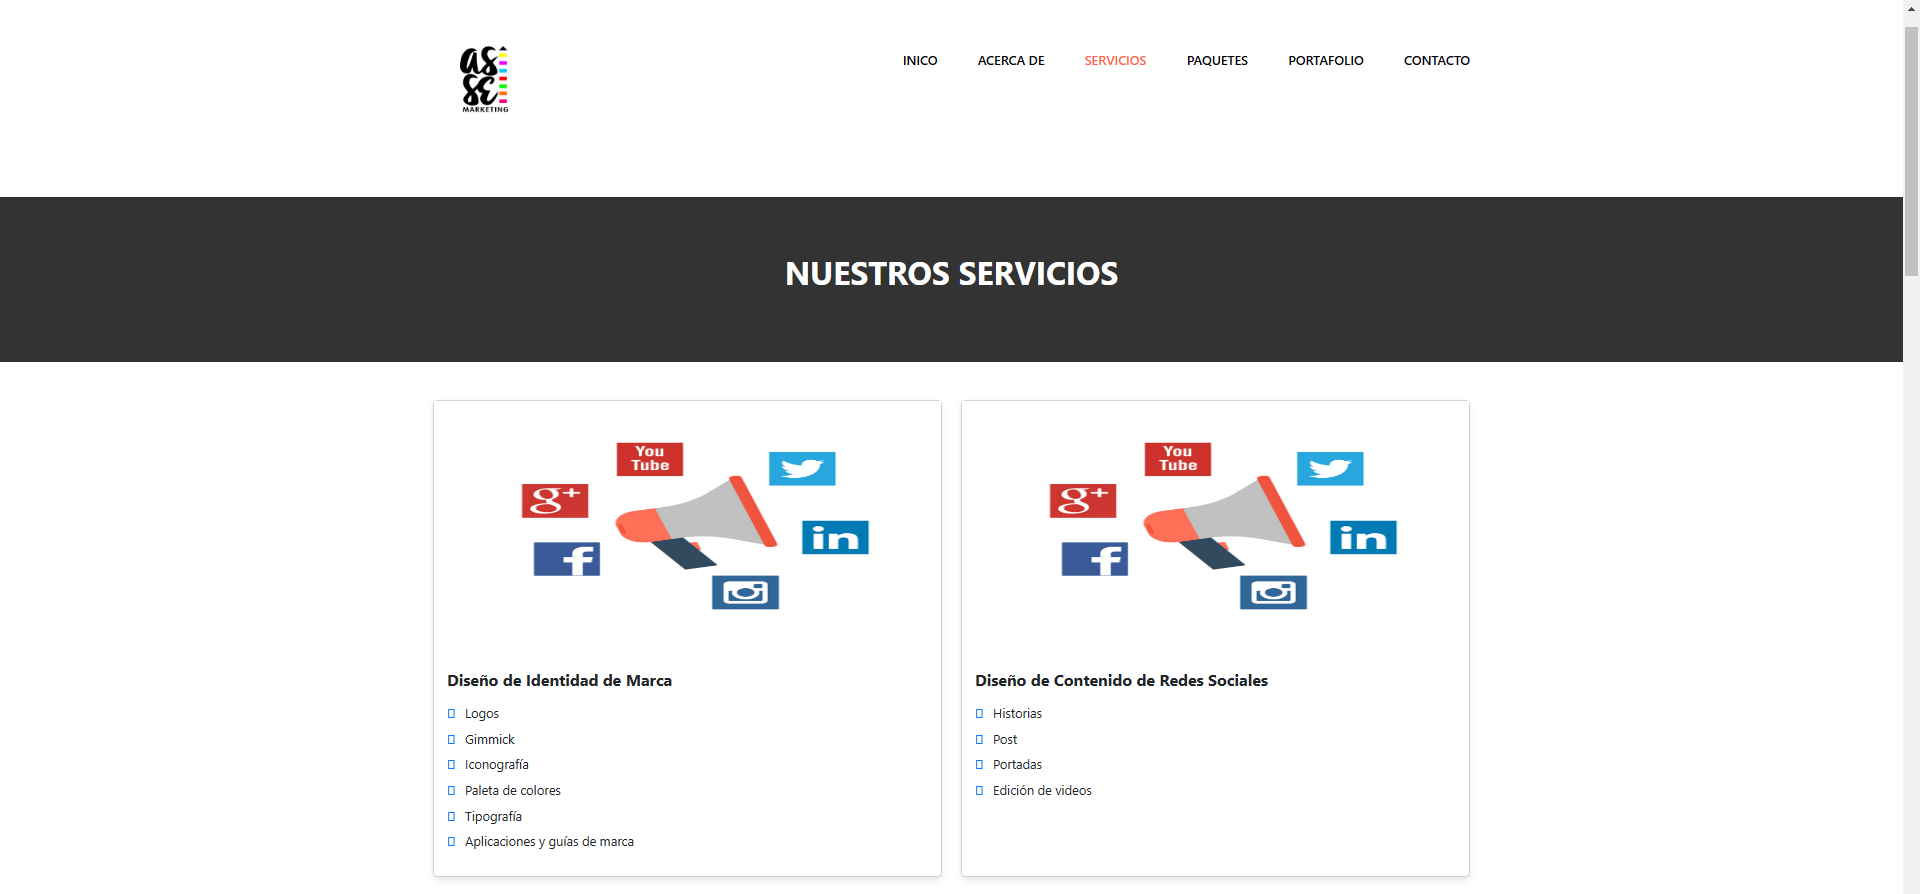 as
se
MARKETING
INICO ACERCA DE SERVICIOS PAQUETES PORTAFOLIO CONTACTO
NUESTROS SERVICIOS
You
Tube
g+
f
in
You
Tube
g+
f
in
Diseño de Identidad de Marca
Logos
Gimmick
Iconografía
Paleta de colores
Tipografía
Aplicaciones y guías de marca
Diseño de Contenido de Redes Sociales
Historias
Post
Portadas
Edición de videos